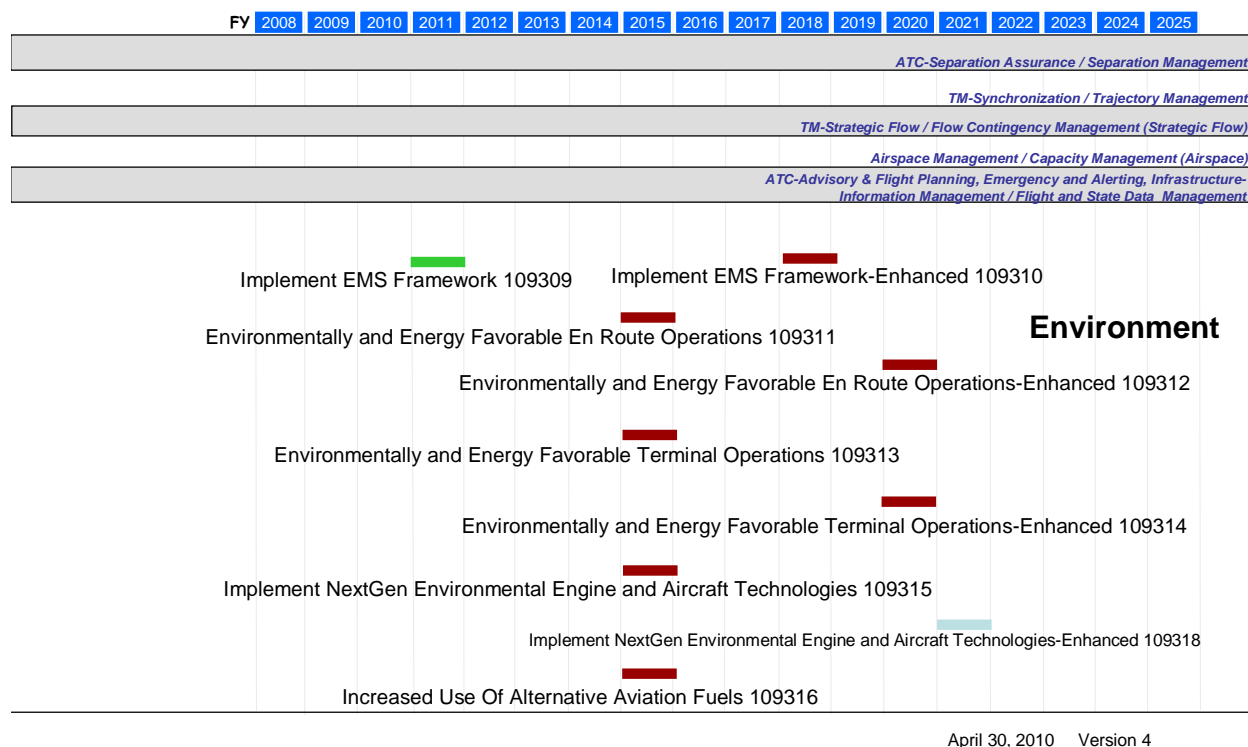 FY 2008 2009 2010 2011 2012 2013 2014 2015 2016 2017 2018 2019 2020 2021 2022 2023 2024 2025
ATC-Separation Assurance / Separation Management
TM-Synchronization / Trajectory Management
TM-Strategic Flow / Flow Contingency Management (Strategic Flow)
Airspace Management / Capacity Management (Airspace)
ATC-Advisory & Flight Planning, Emergency and Alerting, Infrastructure-
Information Management / Flight and State Data Management
Implement EMS Framework 109309
Implement EMS Framework-Enhanced 109310
Environmentally and Energy Favorable En Route Operations 109311
Environment
Environmentally and Energy Favorable En Route Operations-Enhanced 109312
Environmentally and Energy Favorable Terminal Operations 109313
Environmentally and Energy Favorable Terminal Operations-Enhanced 109314
Implement NextGen Environmental Engine and Aircraft Technologies 109315
Implement NextGen Environmental Engine and Aircraft Technologies-Enhanced 109318
Increased Use Of Alternative Aviation Fuels 109316
April 30, 2010 Version 4